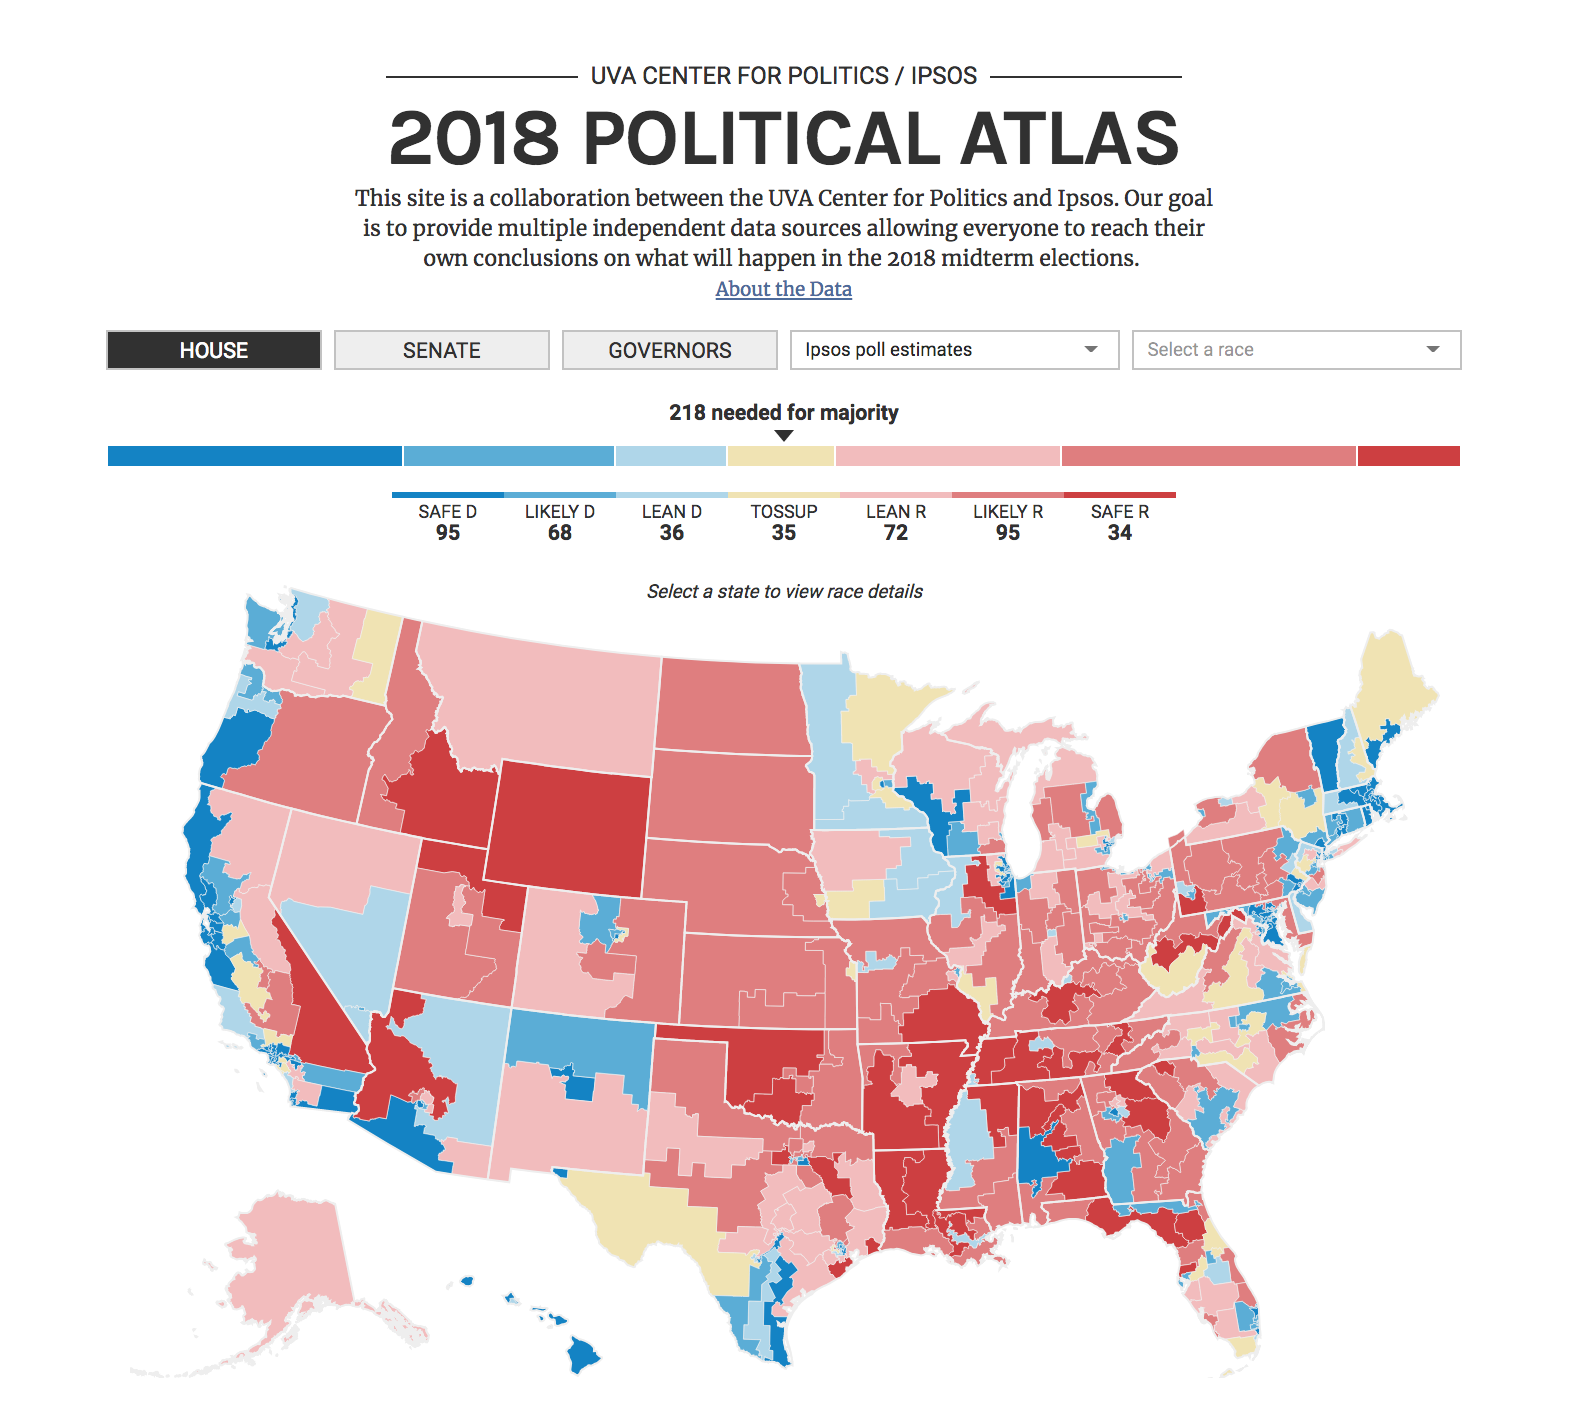 UVA CENTER FOR POLITICS / IPSOS
2018 POLITICAL ATLAS
This site is a collaboration between the UVA Center for Politics and Ipsos. Our goal
is to provide multiple independent data sources allowing everyone to reach their
own conclusions on what will happen in the 2018 midterm elections.
About the Data
HOUSE SENATE GOVERNORS Ipsos poll estimates Select a race
218 needed for majority
SAFE D LIKELY D LEAN D TOSSUP LEAN R LIKELY R SAFE R
95 68 36 35 72 95 34
Select a state to view race details